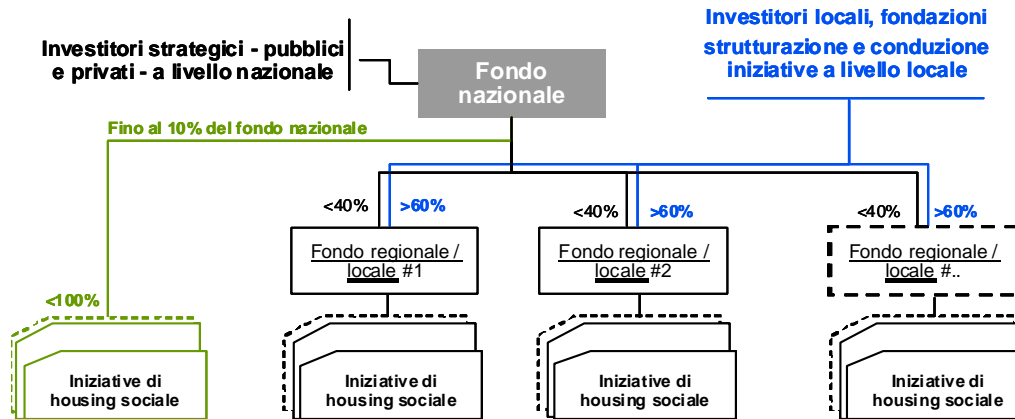 Investitori strategici - pubblici
e privati - a livello nazionale
Fondo
nazionale
Investitori locali, fondazioni
strutturazione e conduzione
iniziative a livello locale
Fino al 10% del fondo nazionale
<40%
>60%
<40%
>60%
<40%
>60%
Fondo regionale /
locale #1
Fondo regionale /
locale #2
Fondo regionale /
locale #..
<100%
Iniziative di
housing sociale
Iniziative di
housing sociale
Iniziative di
housing sociale
Iniziative di
housing sociale